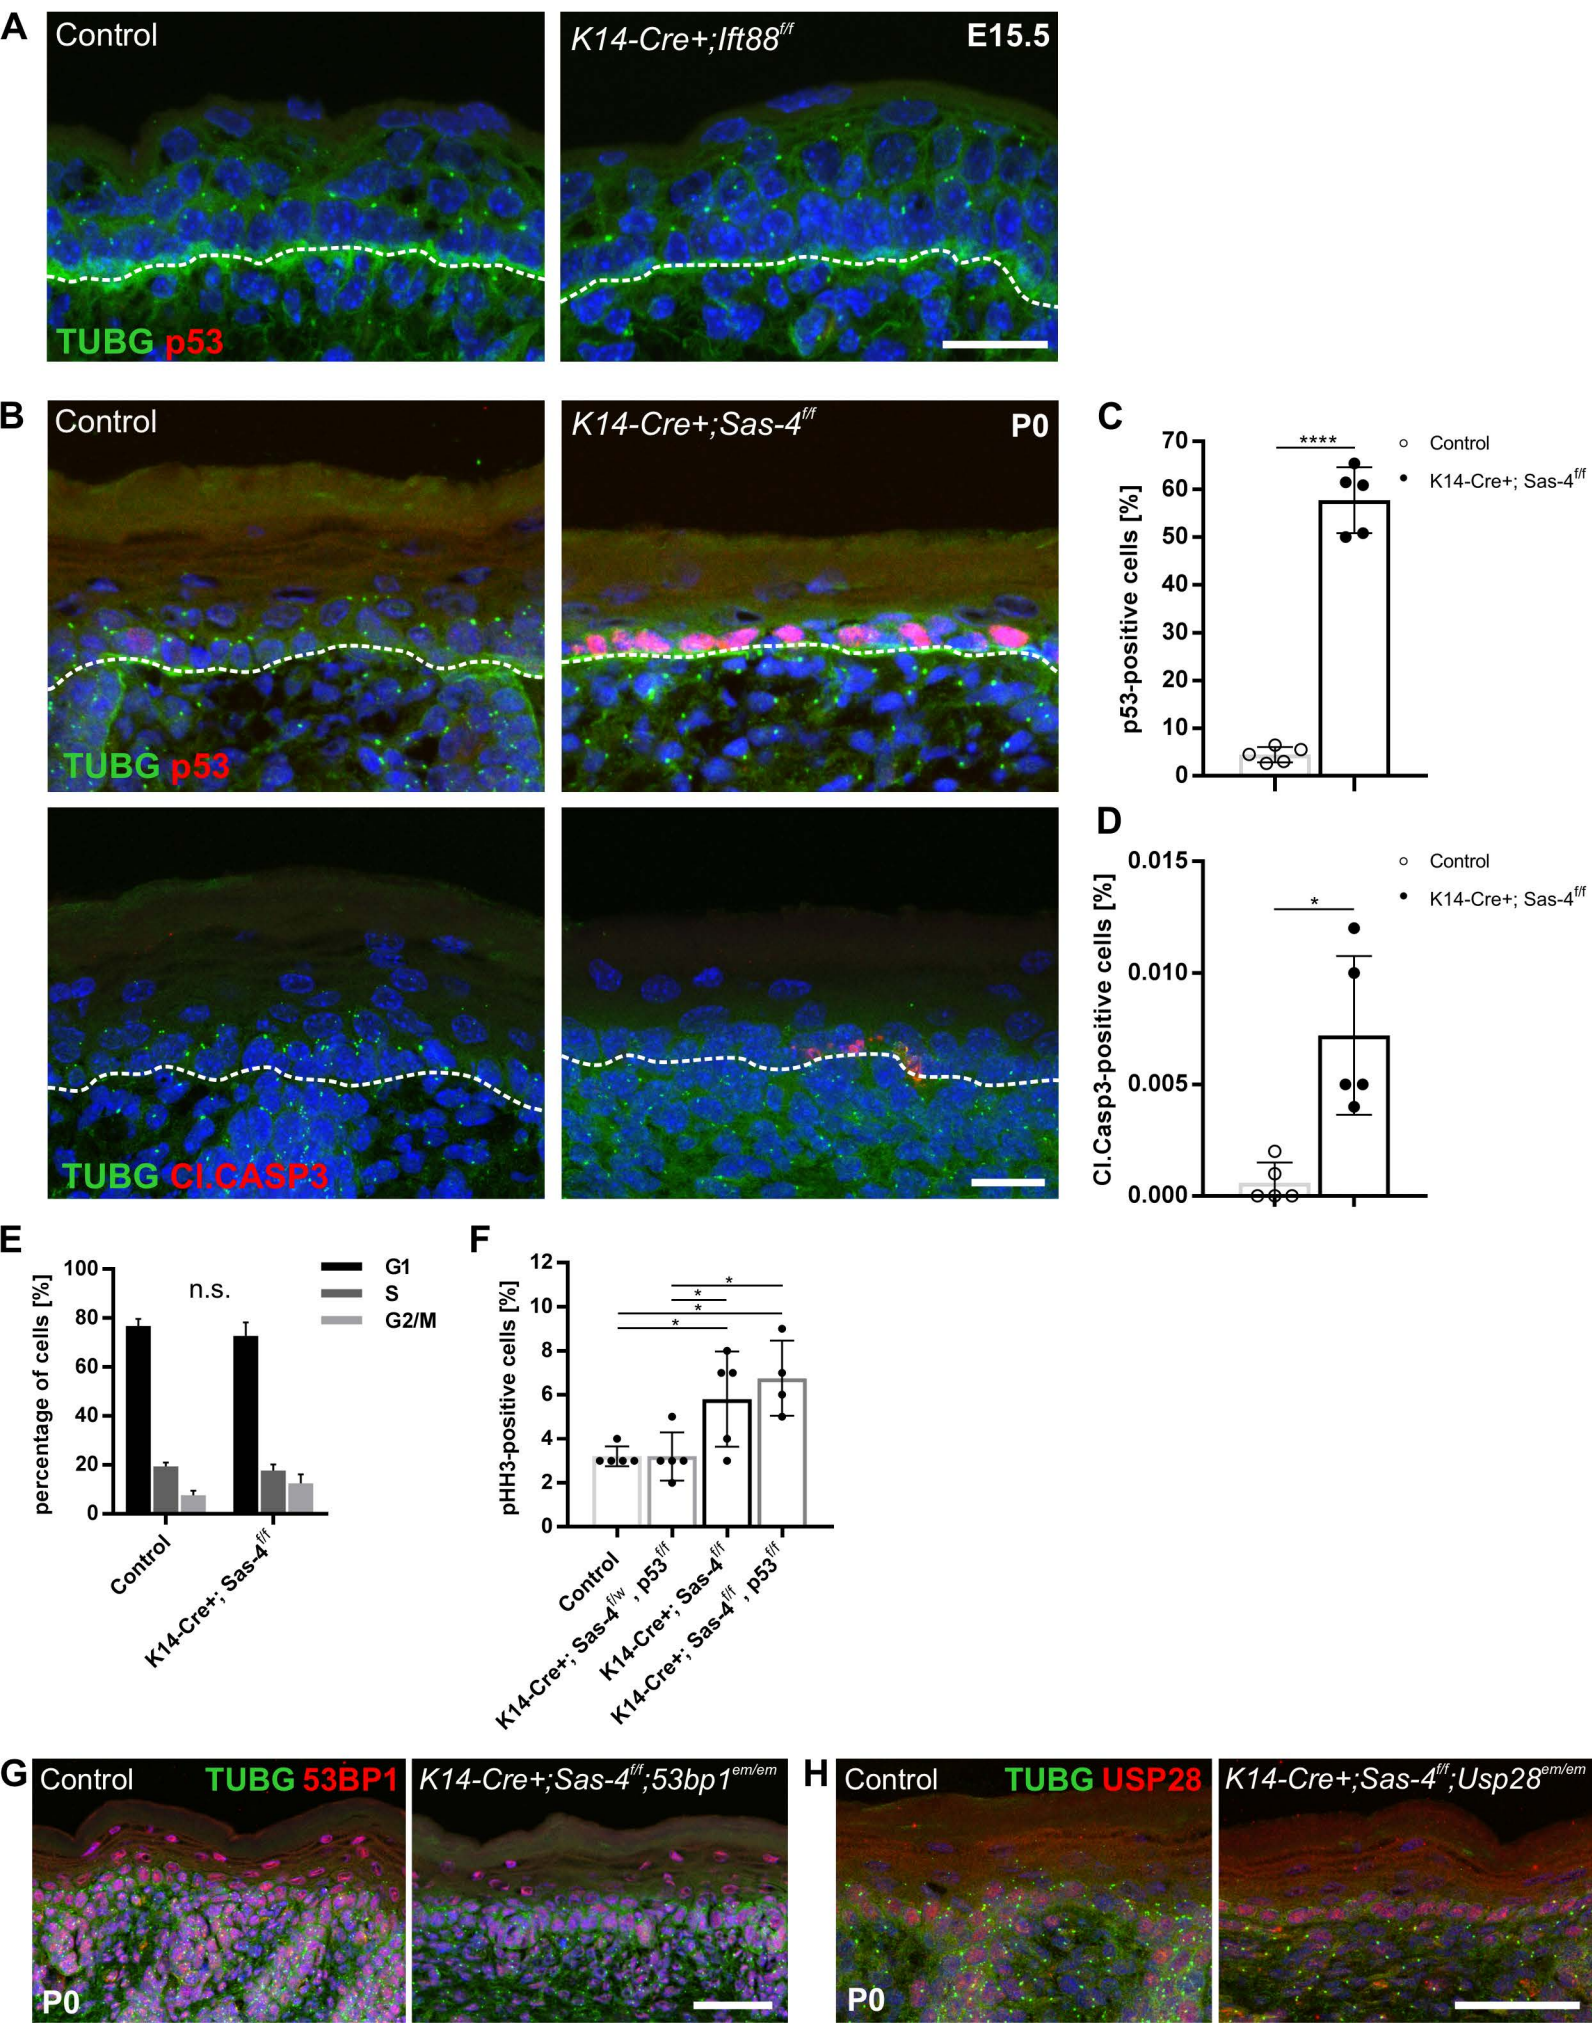 A
Control
K14-Cre+;Ift88f/f
E15.5
TUBG p53
B
Control
K14-Cre+;Sas-4f/f
P0
TUBG p53
TUBG Cl.CASP3
C
p53-positive cells [%]
70
60
50
40
30
20
10
0
****
Control
K14-Cre+; Sas-4f/f
D
Cl.Casp3-positive cells [%]
0.015
0.010
0.005
0.000
*
Control
K14-Cre+; Sas-4f/f
E
percentage of cells [%]
100
80
60
40
20
0
n.s.
G1
S
G2/M
Control
K14-Cre+; Sas-4f/f
F
pHH3-positive cells [%]
12
10
8
6
4
2
0
*
*
*
*
Control
K14-Cre+; Sas-4f/w, p53f/f
K14-Cre+; Sas-4f/f
K14-Cre+; Sas-4f/f, p53f/f
G
Control
TUBG 53BP1
K14-Cre+;Sas-4f/f;53bp1em/em
P0
H
Control
TUBG USP28
K14-Cre+;Sas-4f/f;Usp28em/em
P0